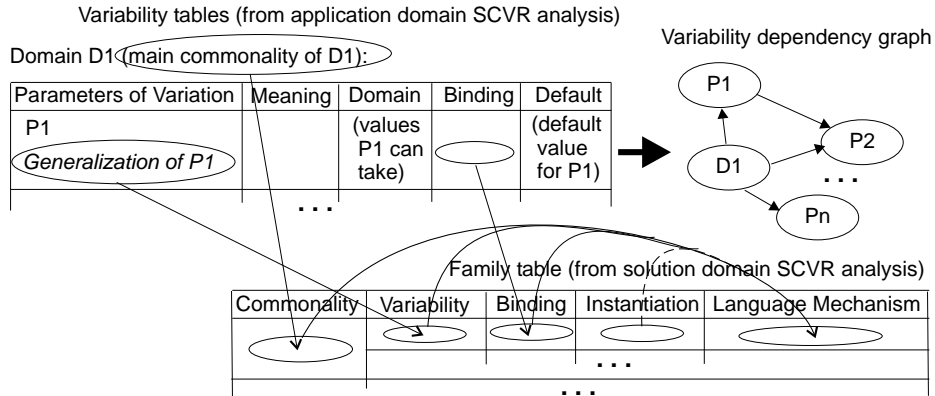 Variability tables (from application domain SCVR analysis)
Domain D1 (main commonality of D1):
Parameters of Variation Meaning Domain Binding Default
P1 (values (default
Generalization of P1 P1 can value
take) for P1)
. . .
Variability dependency graph
P1
P2
D1
. . .
Pn
Family table (from solution domain SCVR analysis)
Commonality Variability Binding Instantiation Language Mechanism
. . .
. . .